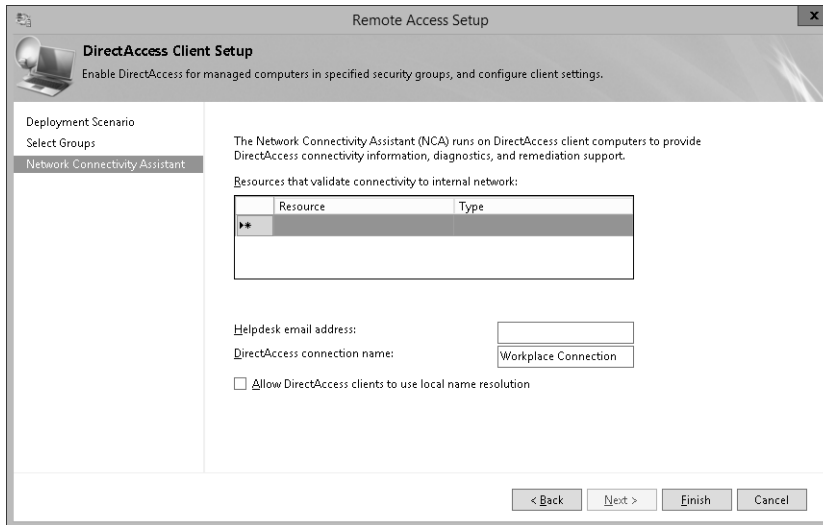 Remote Access Setup
x
DirectAccess Client Setup
Enable DirectAccess for managed computers in specified security groups, and configure client settings.
Deployment Scenario
Select Groups
Network Connectivity Assistant
The Network Connectivity Assistant (NCA) runs on DirectAccess client computers to provide
DirectAccess connectivity information, diagnostics, and remediation support.
Resources that validate connectivity to internal network:
Resource Type
Helpdesk email address:
DirectAccess connection name: Workplace Connection
Allow DirectAccess clients to use local name resolution
< Back Next > Finish Cancel